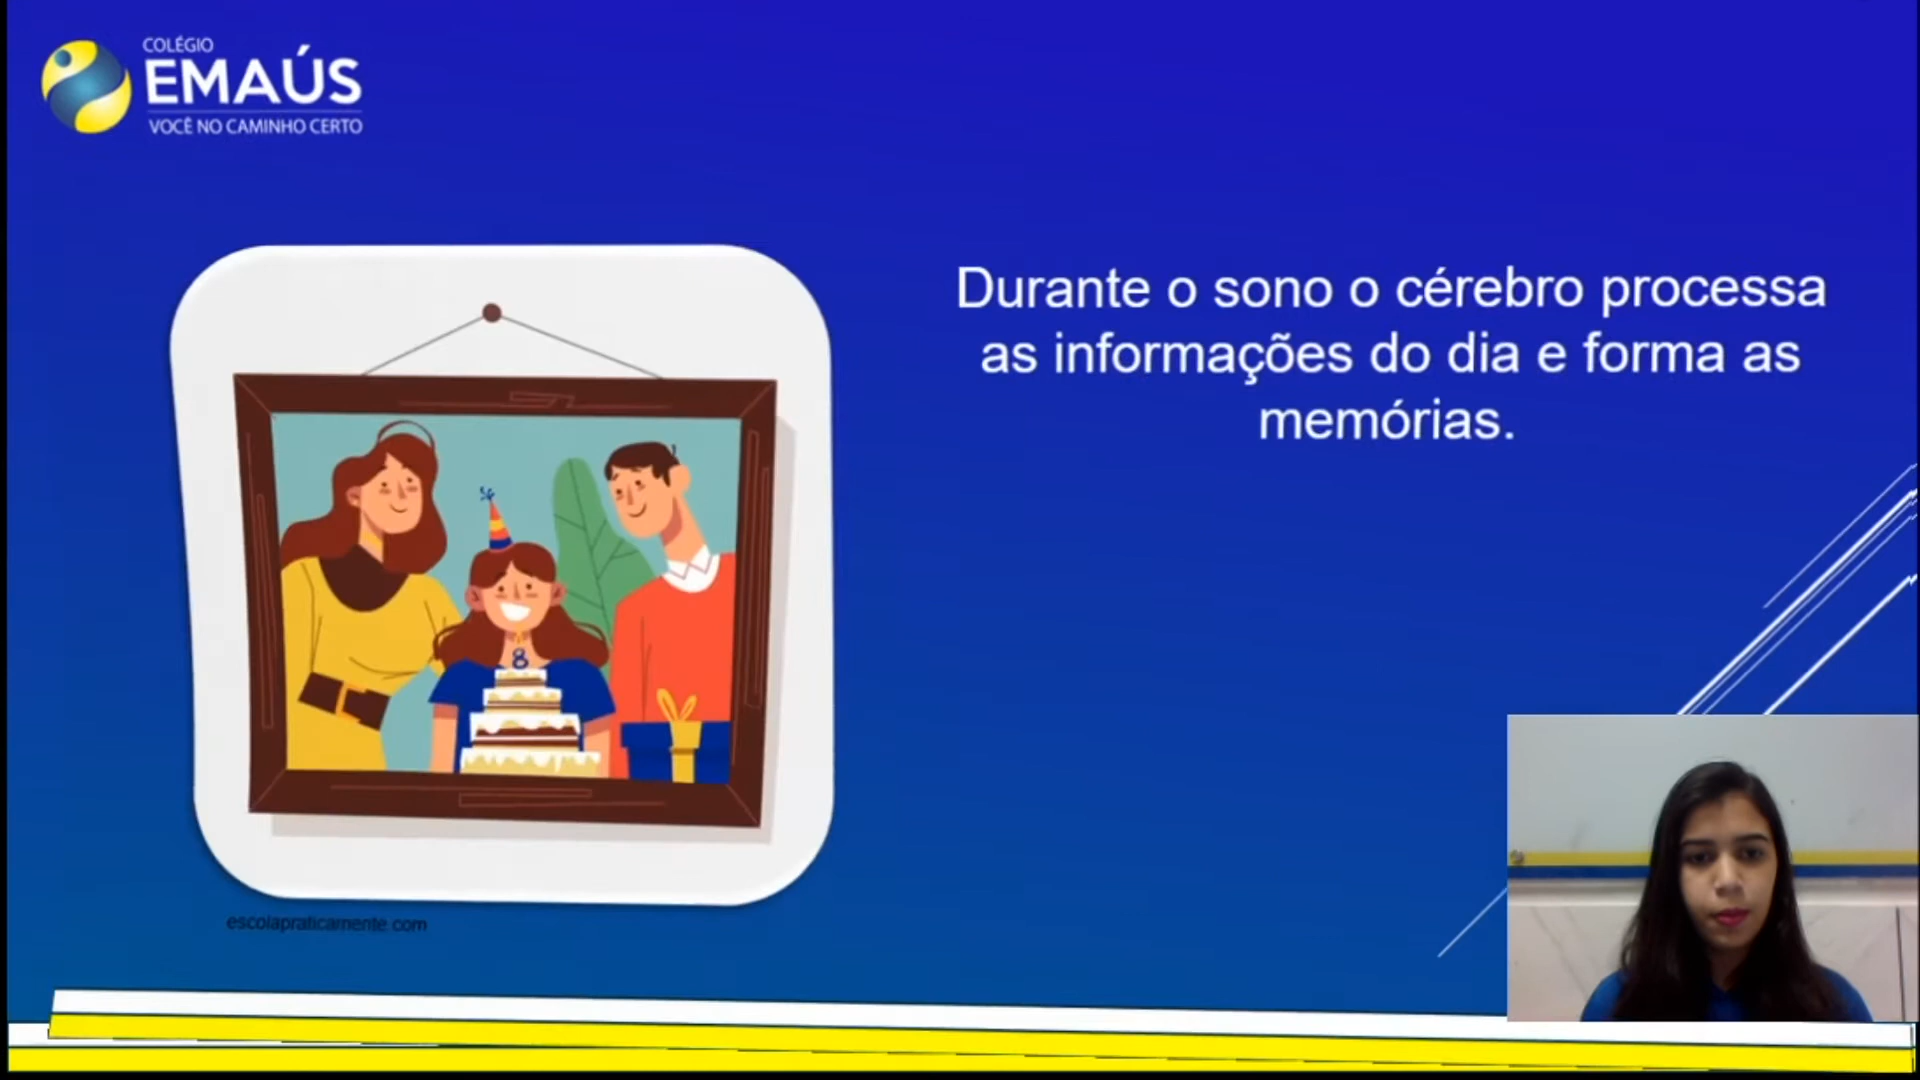 COLÉGIO
EMAÚS
VOCÊ NO CAMINHO CERTO
Durante o sono o cérebro processa
as informações do dia e forma as
memórias.
8
escolapraticamente.com